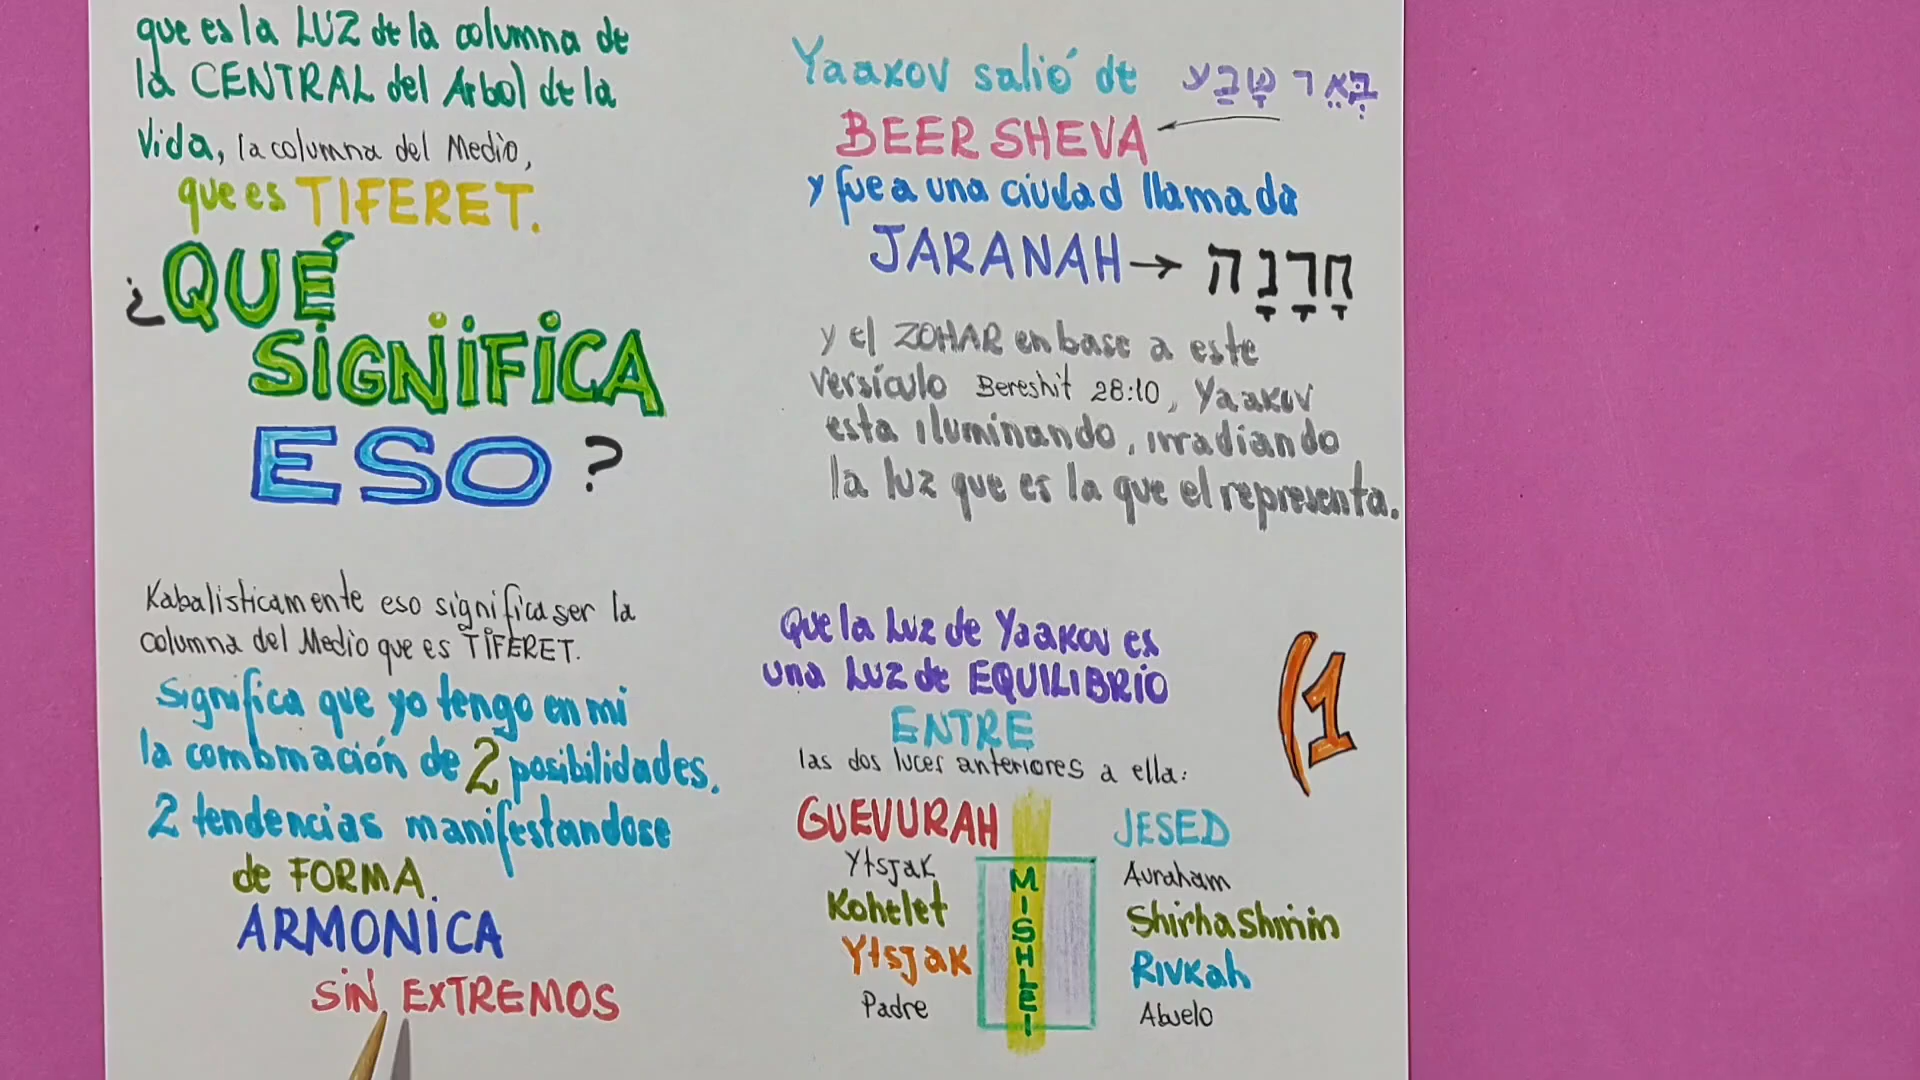 que es la LUZ de la columna de
la CENTRAL del Arbol de la
Vida, la columna del Medio,
que es TIFERET.
¿QUÉ
SIGNIFICA
ESO?
Kabalisticamente eso significa ser la
columna del Medio que es TIFERET.
Significa que yo tengo en mi
la combinación de 2 posibilidades.
2 tendencias manifestandose
de FORMA
ARMONICA
SIN EXTREMOS
Yaakov salió de בְּאֵר שָׁבַע
BEER SHEVA
y fue a una ciudad llamada
JARANAH → חָרָנָה
y el ZOHAR en base a este
versículo Bereshit 28:10, Yaakov
esta iluminando, irradiando
la luz que es la que el representa.
Que la Luz de Yaakov es
una LUZ de EQUILIBRIO
ENTRE
las dos luces anteriores a ella:
(1
GUEVURAH JESED
Ytsjak Avraham
Kohelet Shirhashirim
Ytsjak Rivkah
Padre Abuelo
MISHLEI